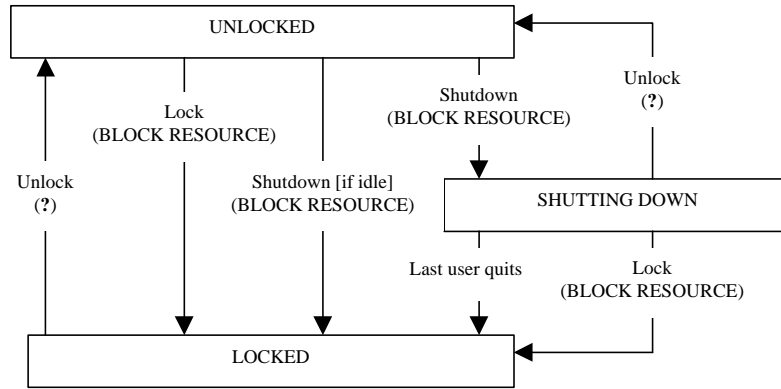 UNLOCKED
Lock
(BLOCK RESOURCE)
Shutdown
(BLOCK RESOURCE)
Unlock
(?)
Unlock
(?)
Shutdown [if idle]
(BLOCK RESOURCE)
SHUTTING DOWN
Last user quits
Lock
(BLOCK RESOURCE)
LOCKED